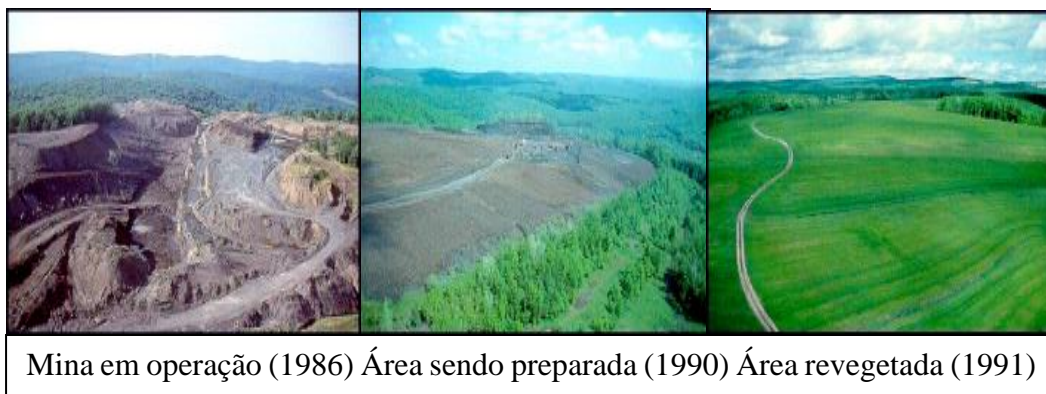 Mina em operação (1986) Área sendo preparada (1990) Área revegetada (1991)